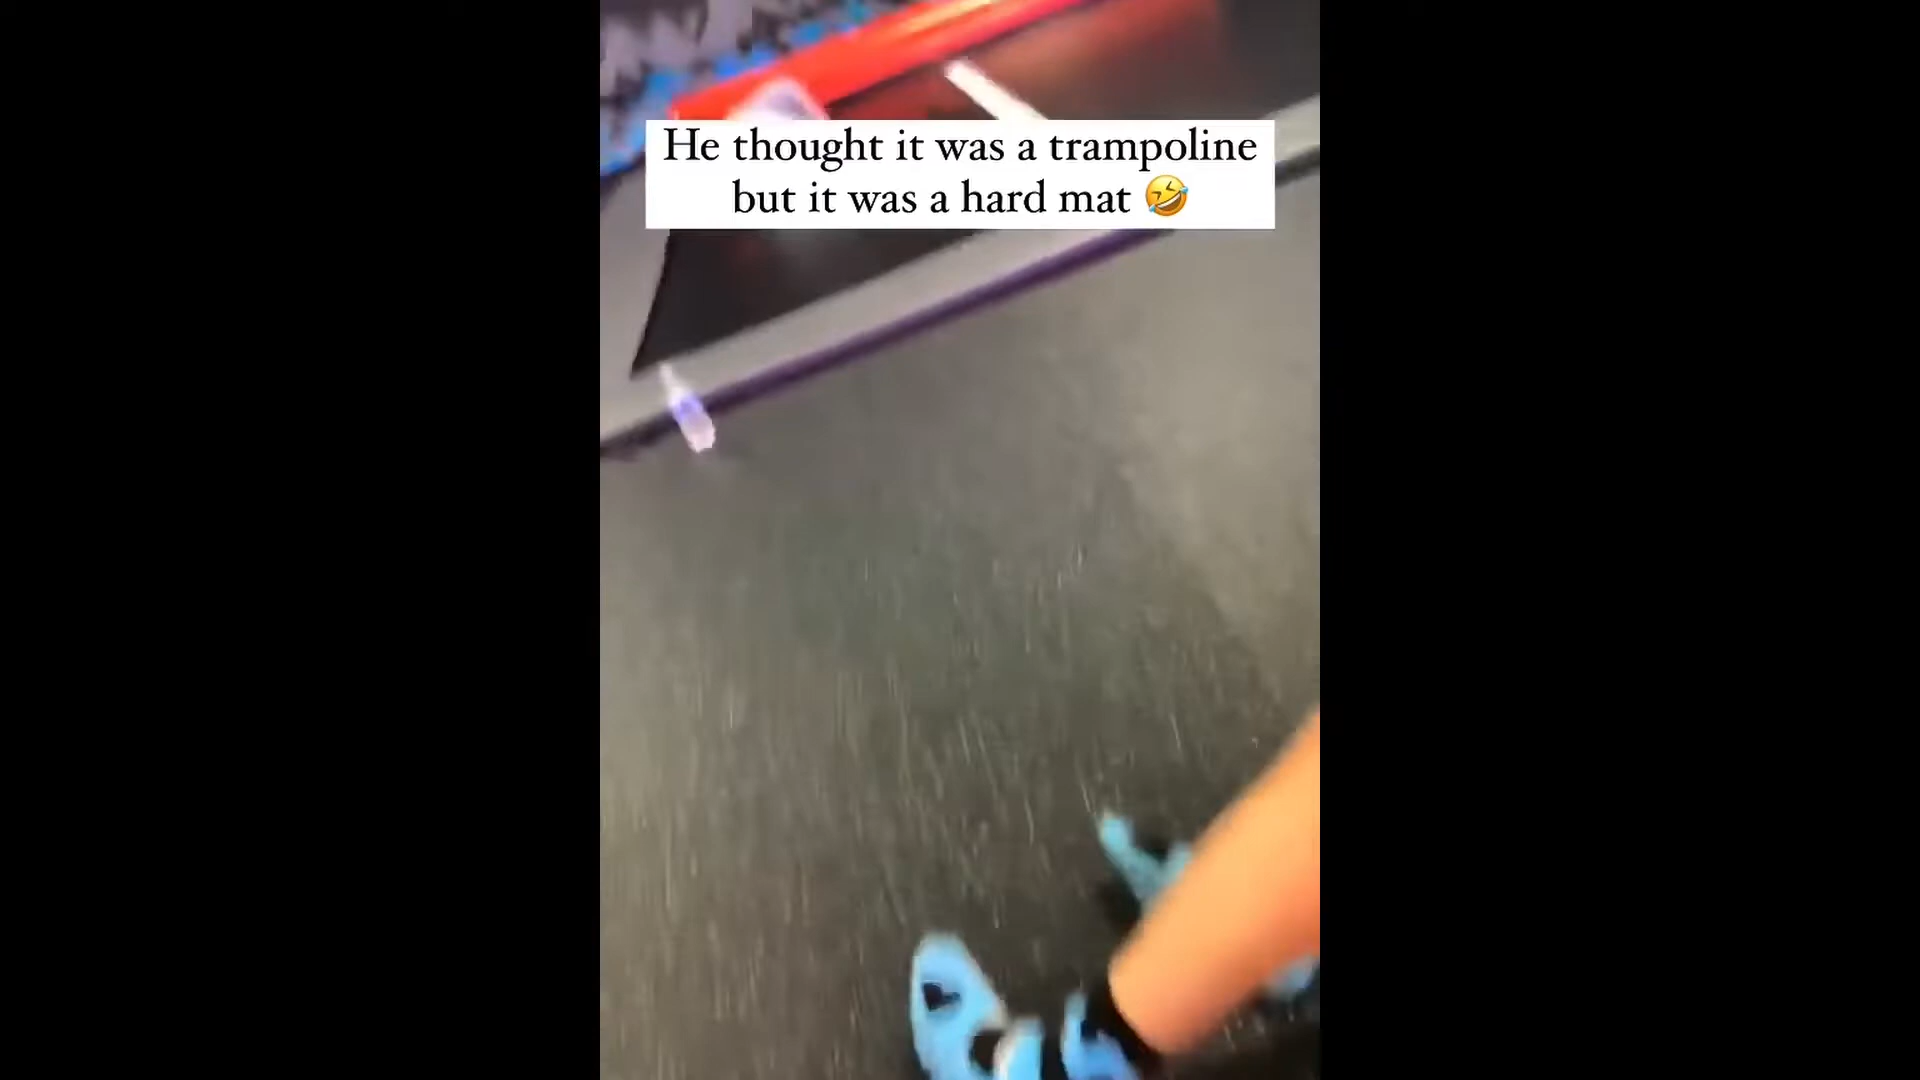 He thought it was a trampoline
but it was a hard mat 🤣